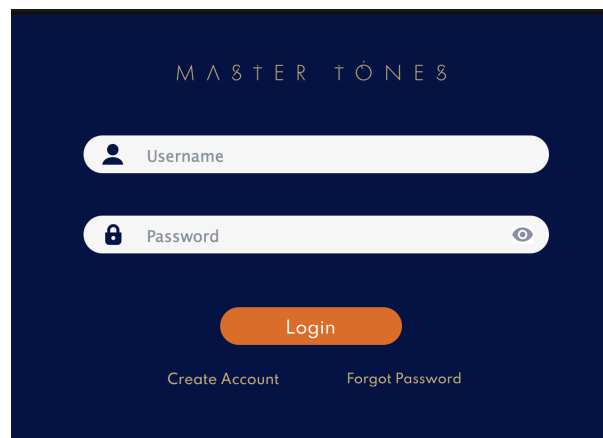 MASTER TONES
Username
Password
Login
Create Account Forgot Password